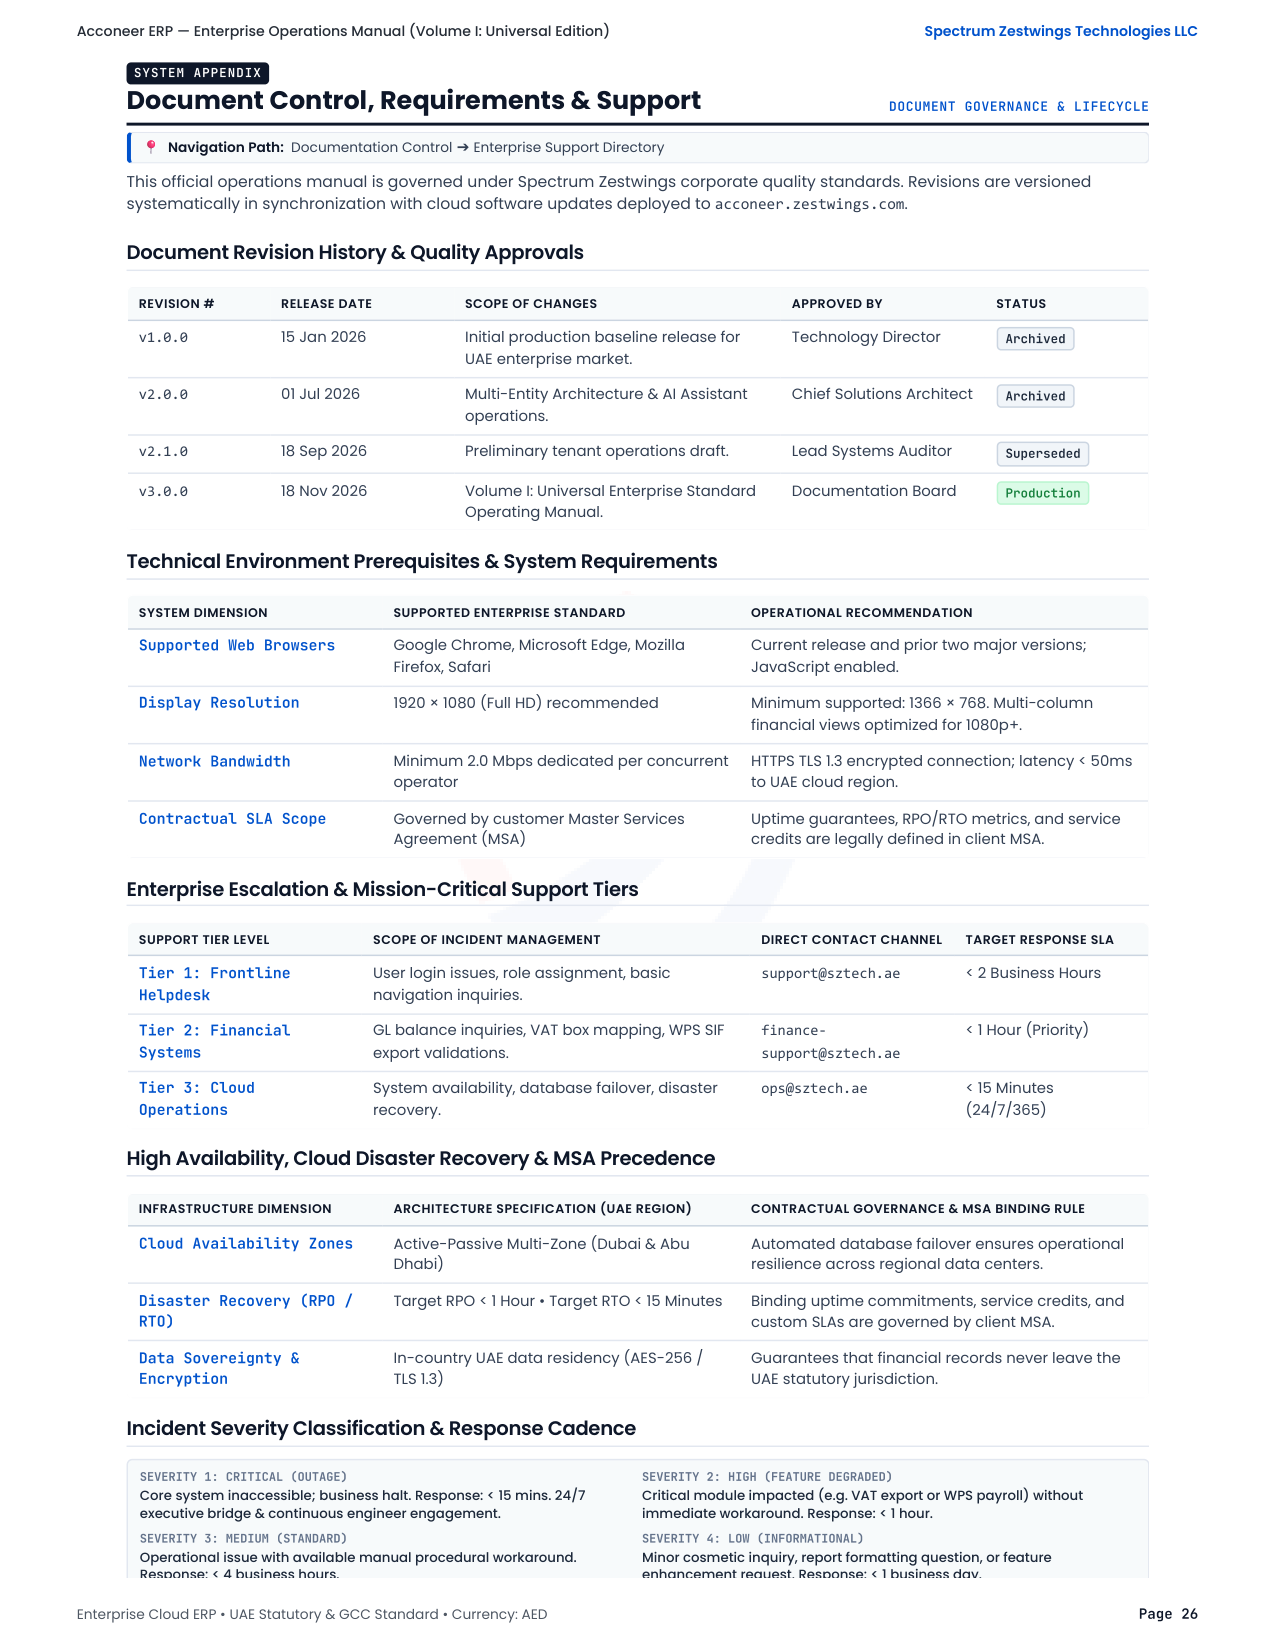 Acconeer ERP — Enterprise Operations Manual (Volume I: Universal Edition)
Spectrum Zestwings Technologies LLC
SYSTEM APPENDIX
Document Control, Requirements & Support
DOCUMENT GOVERNANCE & LIFECYCLE
📍 Navigation Path: Documentation Control ➔ Enterprise Support Directory
This official operations manual is governed under Spectrum Zestwings corporate quality standards. Revisions are versioned
systematically in synchronization with cloud software updates deployed to acconeer.zestwings.com.
Document Revision History & Quality Approvals
REVISION # RELEASE DATE SCOPE OF CHANGES APPROVED BY STATUS
v1.0.0 15 Jan 2026 Initial production baseline release for Technology Director Archived
UAE enterprise market.
v2.0.0 01 Jul 2026 Multi-Entity Architecture & AI Assistant Chief Solutions Architect Archived
operations.
v2.1.0 18 Sep 2026 Preliminary tenant operations draft. Lead Systems Auditor Superseded
v3.0.0 18 Nov 2026 Volume I: Universal Enterprise Standard Documentation Board Production
Operating Manual.
Technical Environment Prerequisites & System Requirements
SYSTEM DIMENSION SUPPORTED ENTERPRISE STANDARD OPERATIONAL RECOMMENDATION
Supported Web Browsers Google Chrome, Microsoft Edge, Mozilla Current release and prior two major versions;
Firefox, Safari JavaScript enabled.
Display Resolution 1920 × 1080 (Full HD) recommended Minimum supported: 1366 × 768. Multi-column
financial views optimized for 1080p+.
Network Bandwidth Minimum 2.0 Mbps dedicated per concurrent HTTPS TLS 1.3 encrypted connection; latency < 50ms
operator to UAE cloud region.
Contractual SLA Scope Governed by customer Master Services Uptime guarantees, RPO/RTO metrics, and service
Agreement (MSA) credits are legally defined in client MSA.
Enterprise Escalation & Mission-Critical Support Tiers
SUPPORT TIER LEVEL SCOPE OF INCIDENT MANAGEMENT DIRECT CONTACT CHANNEL TARGET RESPONSE SLA
Tier 1: Frontline User login issues, role assignment, basic support@sztech.ae < 2 Business Hours
Helpdesk navigation inquiries.
Tier 2: Financial GL balance inquiries, VAT box mapping, WPS SIF finance- < 1 Hour (Priority)
Systems export validations. support@sztech.ae
Tier 3: Cloud System availability, database failover, disaster ops@sztech.ae < 15 Minutes
Operations recovery. (24/7/365)
High Availability, Cloud Disaster Recovery & MSA Precedence
INFRASTRUCTURE DIMENSION ARCHITECTURE SPECIFICATION (UAE REGION) CONTRACTUAL GOVERNANCE & MSA BINDING RULE
Cloud Availability Zones Active-Passive Multi-Zone (Dubai & Abu Automated database failover ensures operational
Dhabi) resilience across regional data centers.
Disaster Recovery (RPO / Target RPO < 1 Hour • Target RTO < 15 Minutes Binding uptime commitments, service credits, and
RTO) custom SLAs are governed by client MSA.
Data Sovereignty & In-country UAE data residency (AES-256 / Guarantees that financial records never leave the
Encryption TLS 1.3) UAE statutory jurisdiction.
Incident Severity Classification & Response Cadence
SEVERITY 1: CRITICAL (OUTAGE) SEVERITY 2: HIGH (FEATURE DEGRADED)
Core system inaccessible; business halt. Response: < 15 mins. 24/7 Critical module impacted (e.g. VAT export or WPS payroll) without
executive bridge & continuous engineer engagement. immediate workaround. Response: < 1 hour.
SEVERITY 3: MEDIUM (STANDARD) SEVERITY 4: LOW (INFORMATIONAL)
Operational issue with available manual procedural workaround. Minor cosmetic inquiry, report formatting question, or feature
Response: < 4 business hours. enhancement request. Response: < 1 business day.
Enterprise Cloud ERP • UAE Statutory & GCC Standard • Currency: AED
Page 26